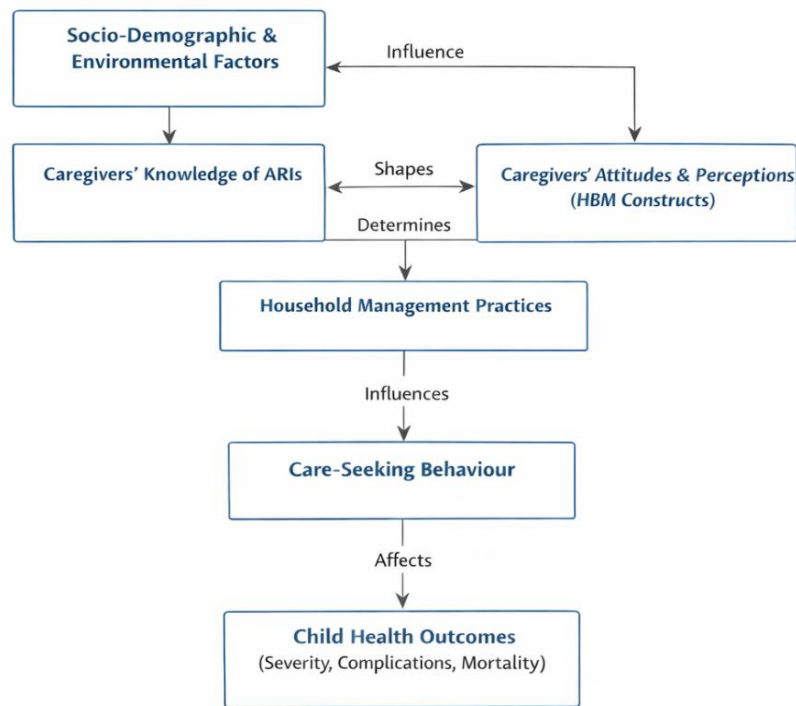 Socio-Demographic &
Environmental Factors
Influence
Caregivers' Knowledge of ARIs
Shapes
Caregivers' Attitudes & Perceptions
(HBM Constructs)
Determines
Household Management Practices
Influences
Care-Seeking Behaviour
Affects
Child Health Outcomes
(Severity, Complications, Mortality)